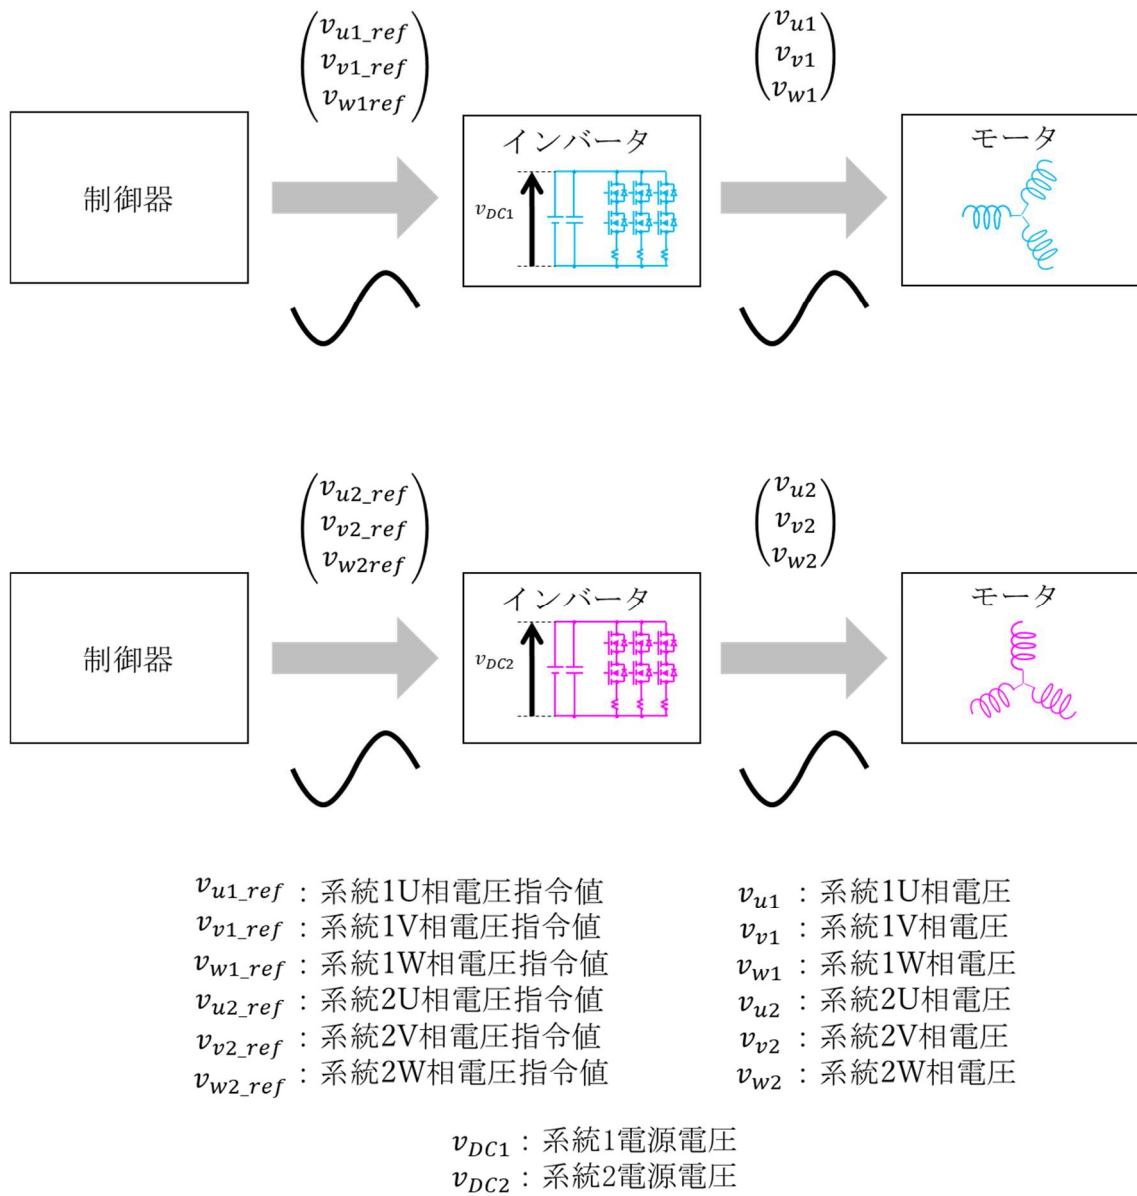 v_{u1_ref}
v_{v1_ref}
v_{w1ref}
v_{u1}
v_{v1}
v_{w1}
制御器
インバータ
v_{DC1}
モータ
v_{u2_ref}
v_{v2_ref}
v_{w2ref}
v_{u2}
v_{v2}
v_{w2}
制御器
インバータ
v_{DC2}
モータ
v_{u1_ref}：系統1U相電圧指令値
v_{v1_ref}：系統1V相電圧指令値
v_{w1_ref}：系統1W相電圧指令値
v_{u2_ref}：系統2U相電圧指令値
v_{v2_ref}：系統2V相電圧指令値
v_{w2_ref}：系統2W相電圧指令値
v_{u1}：系統1U相電圧
v_{v1}：系統1V相電圧
v_{w1}：系統1W相電圧
v_{u2}：系統2U相電圧
v_{v2}：系統2V相電圧
v_{w2}：系統2W相電圧
v_{DC1}：系統1電源電圧
v_{DC2}：系統2電源電圧